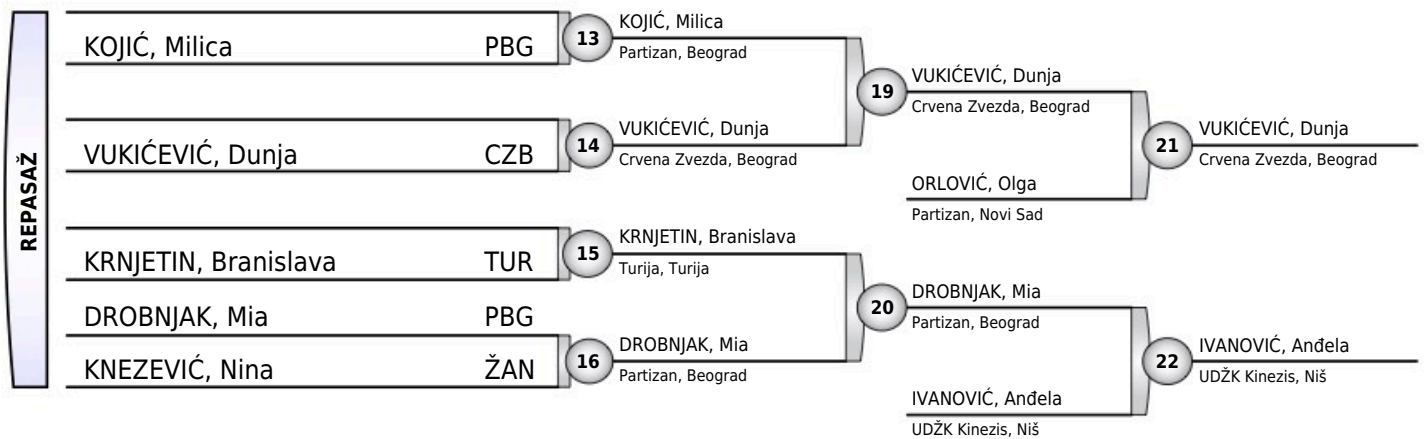 REPASAŽ
KOJIĆ, Milica PBG
VUKIĆEVIĆ, Dunja CZB
KRNJETIN, Branislava TUR
DROBNJAK, Mia PBG
KNEZEVIĆ, Nina ŽAN
13
KOJIĆ, Milica
Partizan, Beograd
14
VUKIĆEVIĆ, Dunja
Crvena Zvezda, Beograd
15
KRNJETIN, Branislava
Turija, Turija
16
DROBNJAK, Mia
Partizan, Beograd
19
VUKIĆEVIĆ, Dunja
Crvena Zvezda, Beograd
ORLOVIĆ, Olga
Partizan, Novi Sad
20
DROBNJAK, Mia
Partizan, Beograd
IVANOVIĆ, Anđela
UDŽK Kinezis, Niš
21
VUKIĆEVIĆ, Dunja
Crvena Zvezda, Beograd
22
IVANOVIĆ, Anđela
UDŽK Kinezis, Niš